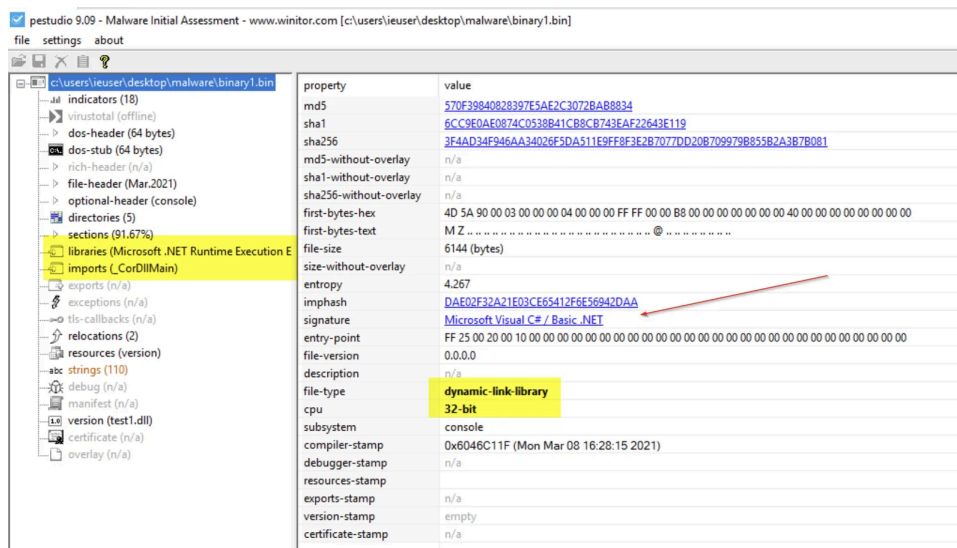 pestudio 9.09 - Malware Initial Assessment - www.winitor.com [c:\users\ieuser\desktop\malware\binary1.bin]
file settings about
c:\users\ieuser\desktop\malware\binary1.bin
indicators (18)
virustotal (offline)
dos-header (64 bytes)
dos-stub (64 bytes)
rich-header (n/a)
file-header (Mar.2021)
optional-header (console)
directories (5)
sections (91.67%)
libraries (Microsoft .NET Runtime Execution E
imports (_CorDllMain)
exports (n/a)
exceptions (n/a)
tls-callbacks (n/a)
relocations (2)
resources (version)
abc strings (110)
debug (n/a)
manifest (n/a)
1.0 version (test1.dll)
certificate (n/a)
overlay (n/a)
property value
md5 570F39840828397E5AE2C3072BAB8834
sha1 6CC9E0AE0874C0538B41CB8CB743EAF22643E119
sha256 3F4AD34F946AA34026F5DA511E9FF8F3E2B7077DD20B709979B855B2A3B7B081
md5-without-overlay n/a
sha1-without-overlay n/a
sha256-without-overlay n/a
first-bytes-hex 4D 5A 90 00 03 00 00 00 04 00 00 00 FF FF 00 00 B8 00 00 00 00 00 00 00 40 00 00 00 00 00 00 00
first-bytes-text M Z .. .. .. .. .. .. .. .. .. .. .. .. .. .. .. .. .. .. .. .. @ .. .. .. .. .. .. ..
file-size 6144 (bytes)
size-without-overlay n/a
entropy 4.267
imphash DAE02F32A21E03CE65412F6E56942DAA
signature Microsoft Visual C# / Basic .NET
entry-point FF 25 00 20 00 10 00 00 00 00 00 00 00 00 00 00 00 00 00 00 00 00 00 00 00 00 00 00 00 00 00 00
file-version 0.0.0.0
description n/a
file-type dynamic-link-library
cpu 32-bit
subsystem console
compiler-stamp 0x6046C11F (Mon Mar 08 16:28:15 2021)
debugger-stamp n/a
resources-stamp
exports-stamp n/a
version-stamp empty
certificate-stamp n/a